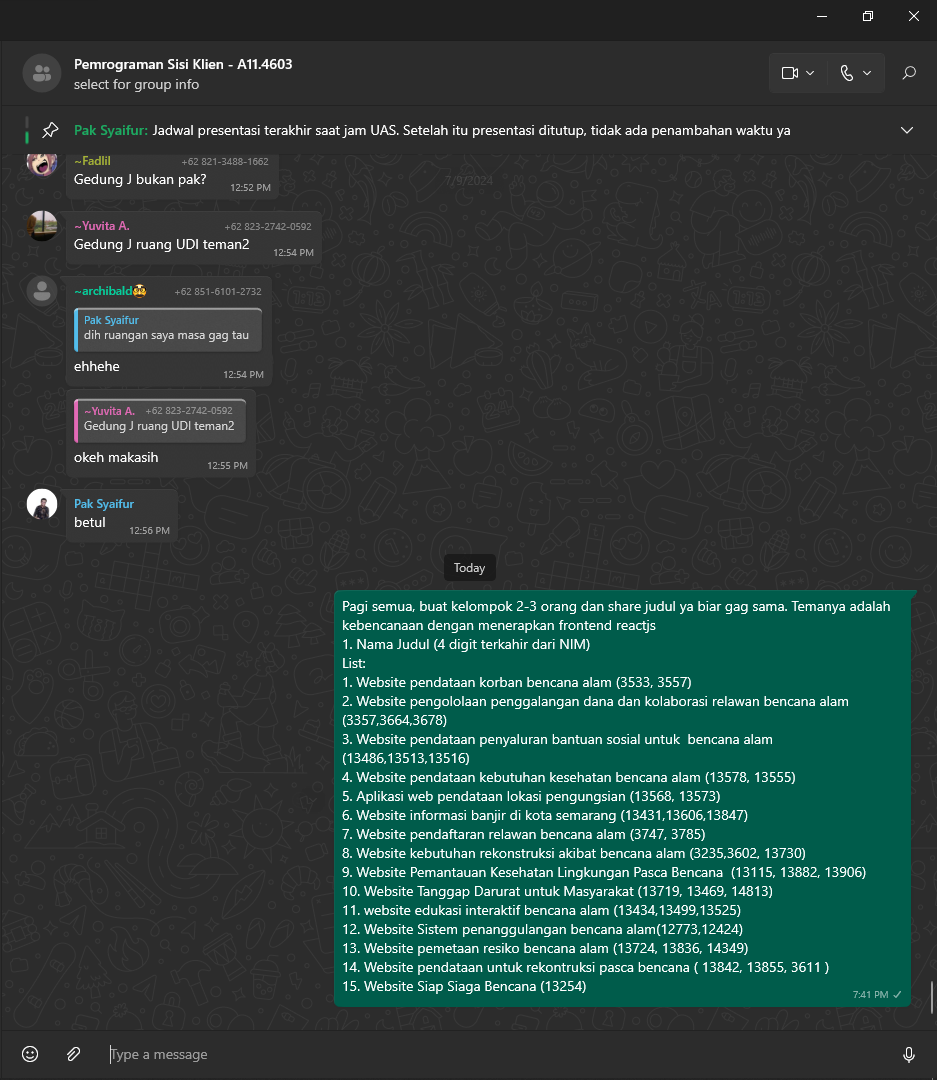 Pemrograman Sisi Klien - A11.4603
select for group info
Pak Syaifur: Jadwal presentasi terakhir saat jam UAS. Setelah itu presentasi ditutup, tidak ada penambahan waktu ya
7/9/2024
~Fadlil +62 821-3488-1662
Gedung J bukan pak?
12:52 PM
~Yuvita A. +62 823-2742-0592
Gedung J ruang UDI teman2
12:54 PM
~archibald +62 851-6101-2732
Pak Syaifur
dih ruangan saya masa gag tau
ehhehe
12:54 PM
~Yuvita A. +62 823-2742-0592
Gedung J ruang UDI teman2
okeh makasih
12:55 PM
Pak Syaifur
betul
12:56 PM
Today
Pagi semua, buat kelompok 2-3 orang dan share judul ya biar gag sama. Temanya adalah
kebencanaan dengan menerapkan frontend reactjs
1. Nama Judul (4 digit terkahir dari NIM)
List:
1. Website pendataan korban bencana alam (3533, 3557)
2. Website pengololaan penggalangan dana dan kolaborasi relawan bencana alam
(3357,3664,3678)
3. Website pendataan penyaluran bantuan sosial untuk  bencana alam
(13486,13513,13516)
4. Website pendataan kebutuhan kesehatan bencana alam (13578, 13555)
5. Aplikasi web pendataan lokasi pengungsian (13568, 13573)
6. Website informasi banjir di kota semarang (13431,13606,13847)
7. Website pendaftaran relawan bencana alam (3747, 3785)
8. Website kebutuhan rekonstruksi akibat bencana alam (3235,3602, 13730)
9. Website Pemantauan Kesehatan Lingkungan Pasca Bencana  (13115, 13882, 13906)
10. Website Tanggap Darurat untuk Masyarakat (13719, 13469, 14813)
11. website edukasi interaktif bencana alam (13434,13499,13525)
12. Website Sistem penanggulangan bencana alam(12773,12424)
13. Website pemetaan resiko bencana alam (13724, 13836, 14349)
14. Website pendataan untuk rekontruksi pasca bencana ( 13842, 13855, 3611 )
15. Website Siap Siaga Bencana (13254)
7:41 PM
Type a message